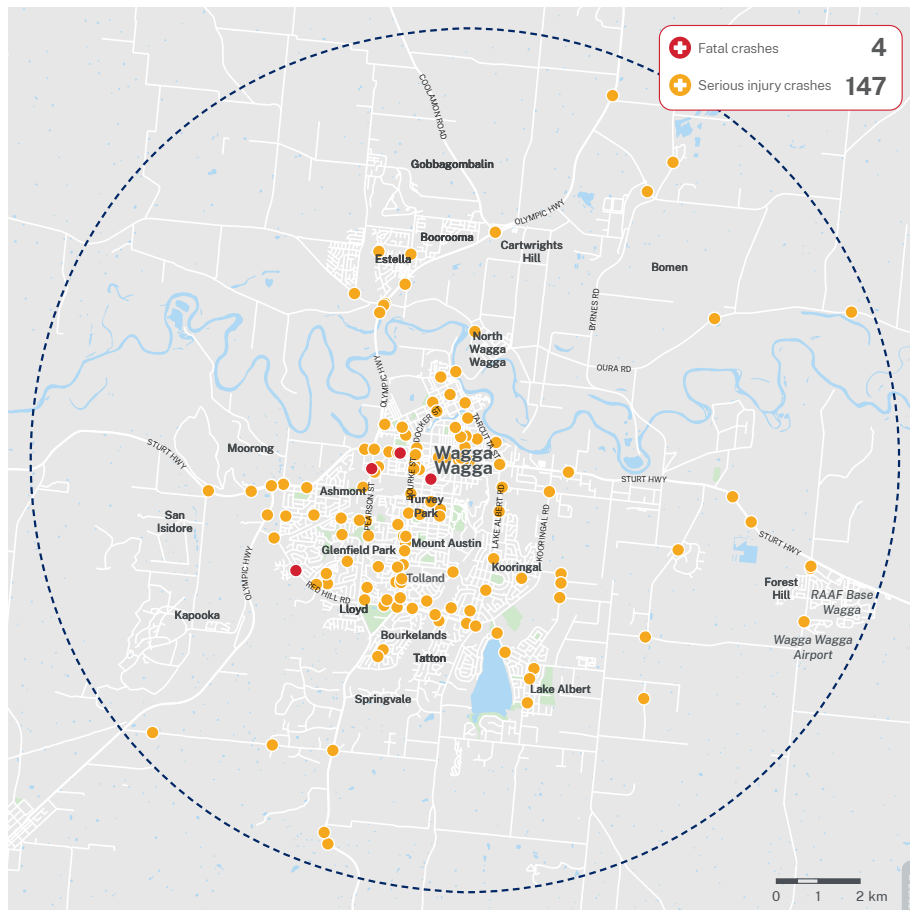 Fatal crashes 4
Serious injury crashes 147
COOLAMON ROAD
Gobbagombalin
OLYMPIC HWY
Boorooma
Cartwrights
Hill
Estella
Bomen
BYRNES RD
North
Wagga
Wagga
OLYMPIC HWY
OURA RD
DOCKER ST
TARCUTTA ST
Moorong
STURT HWY
Wagga
Wagga
BOURKE ST
STURT HWY
Ashmont
PEARSON ST
Turvey
Park
LAKE ALBERT RD
KOORINGAL RD
San
Isidore
STURT HWY
Glenfield Park
Mount Austin
OLYMPIC HWY
Kooringal
Tolland
Forest
Hill
RAAF Base
Wagga
RED HILL RD
Lloyd
Kapooka
Bourkelands
Wagga Wagga
Airport
Tatton
Springvale
Lake Albert
0 1 2 km